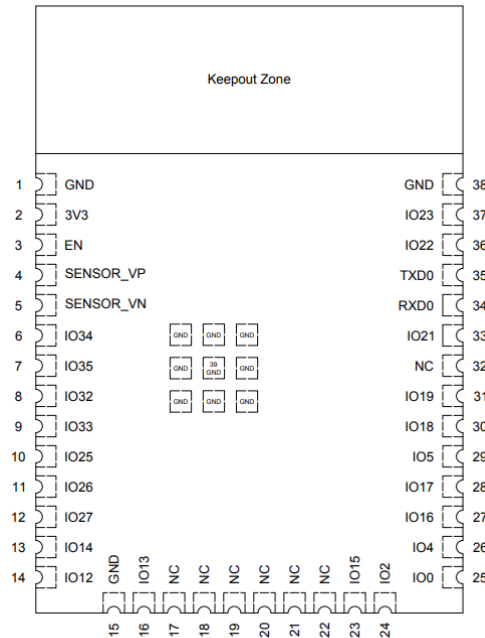 Keepout Zone
1 GND GND 38
2 3V3 IO23 37
3 EN IO22 36
4 SENSOR_VP TXD0 35
5 SENSOR_VN RXD0 34
6 IO34 GND GND GND IO21 33
7 IO35 GND 39 GND GND NC 32
8 IO32 GND GND GND IO19 31
9 IO33 IO18 30
10 IO25 IO5 29
11 IO26 IO17 28
12 IO27 IO16 27
13 IO14 IO4 26
14 IO12 IO0 25
GND IO13 NC NC NC NC NC NC IO15 IO2
15 16 17 18 19 20 21 22 23 24